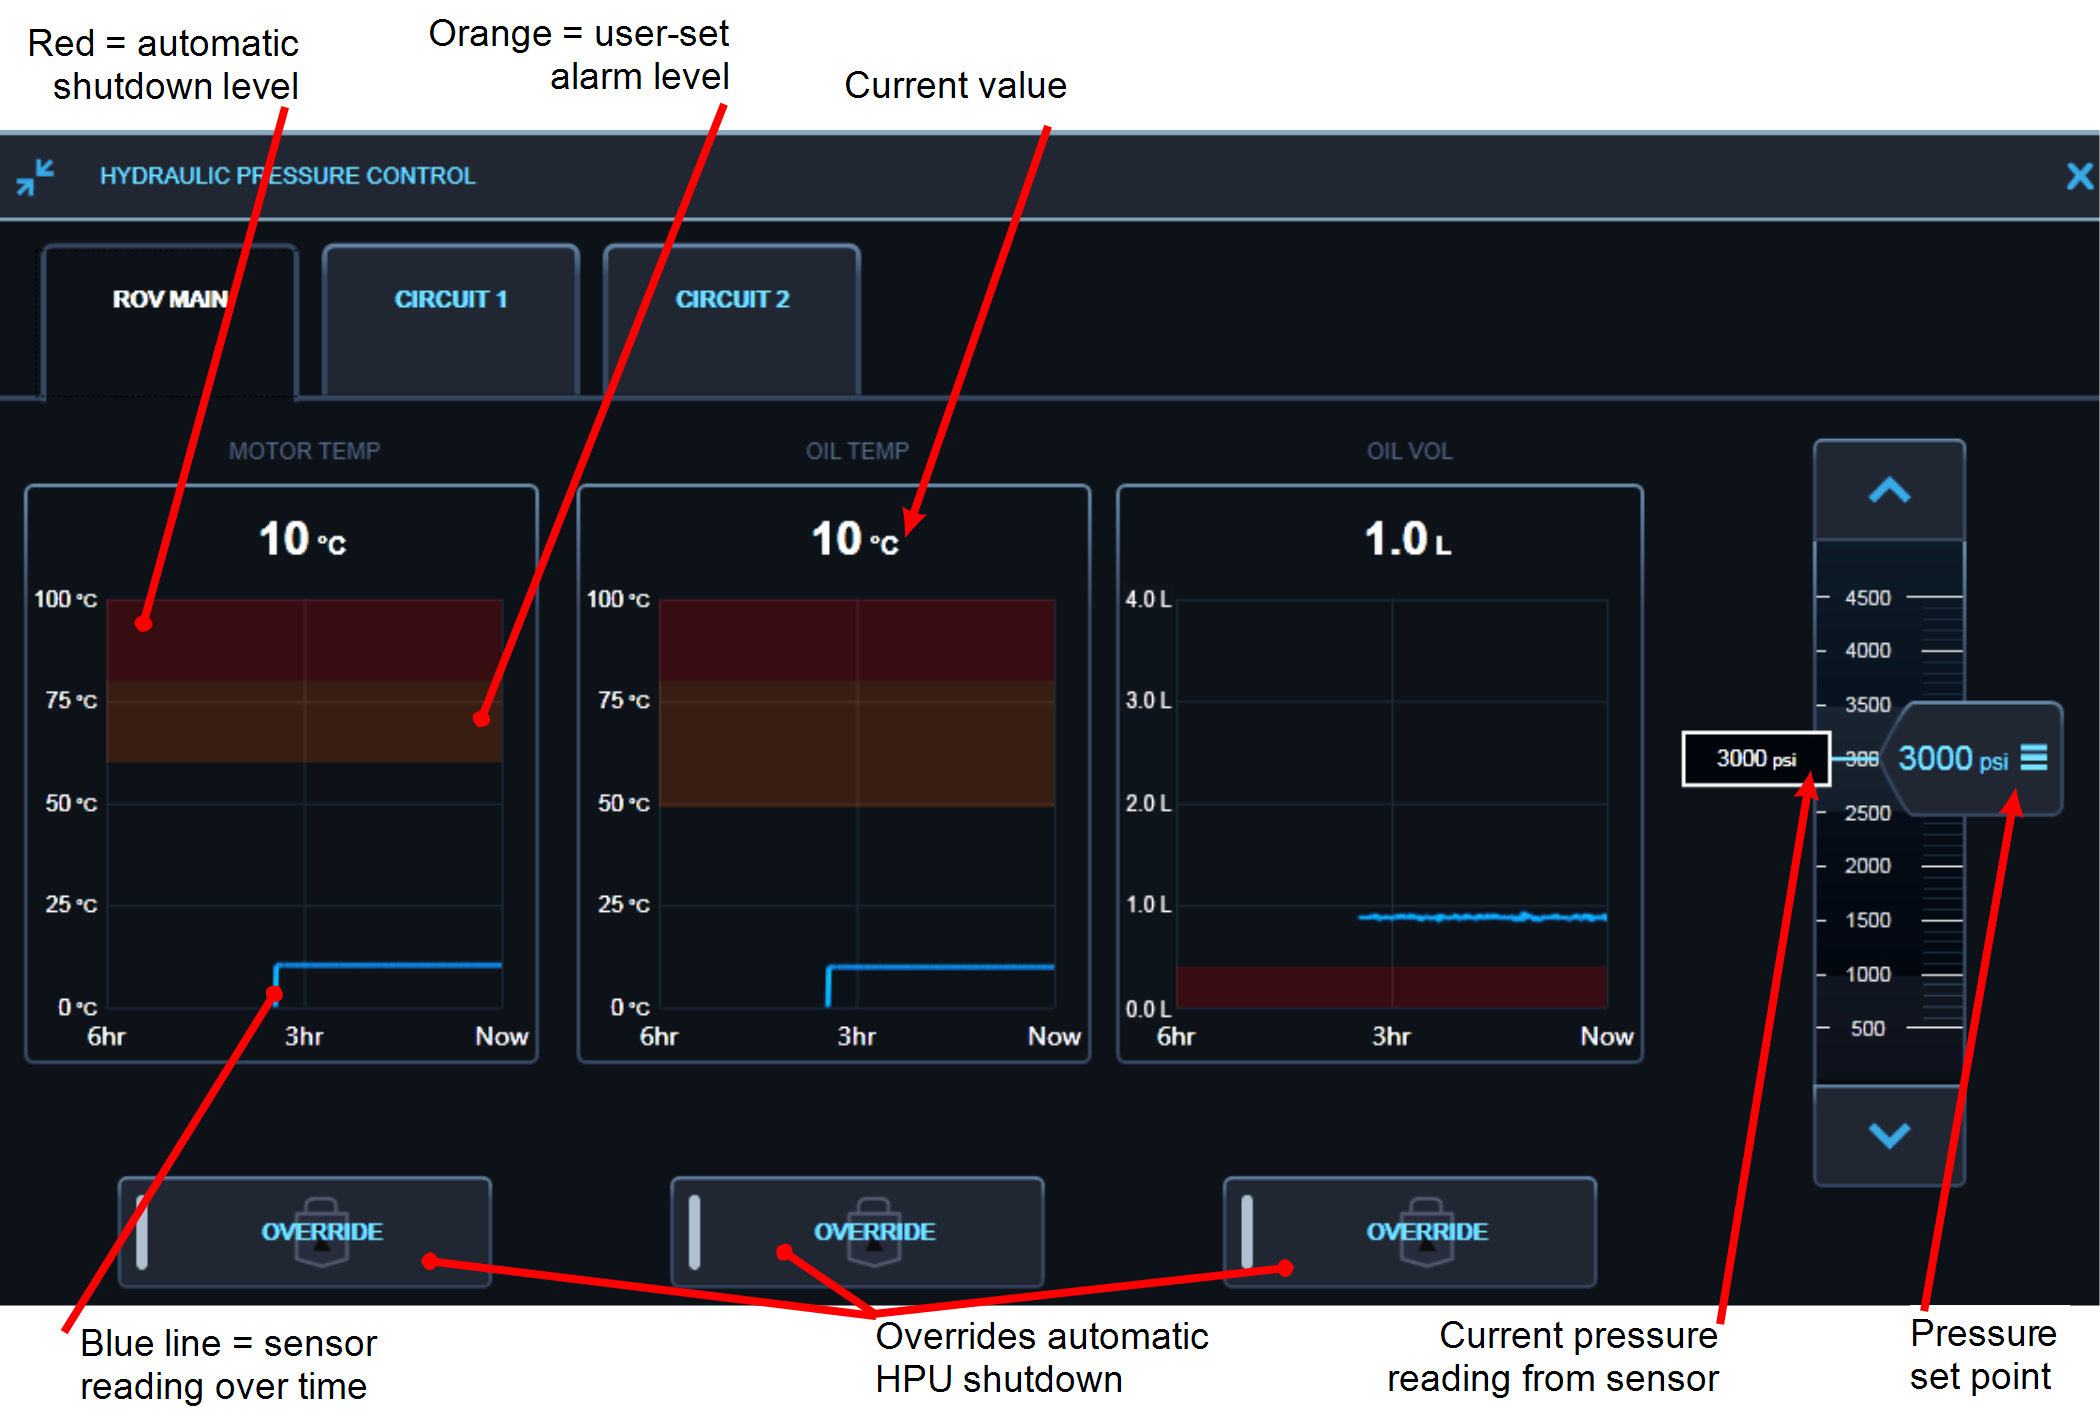 Red = automatic
shutdown level
Orange = user-set
alarm level
Current value
HYDRAULIC PRESSURE CONTROL
ROV MAIN
CIRCUIT 1
CIRCUIT 2
MOTOR TEMP
OIL TEMP
OIL VOL
10 °C
100 °C
75 °C
50 °C
25 °C
0 °C
6hr
3hr
Now
10 °C
100 °C
75 °C
50 °C
25 °C
0 °C
6hr
3hr
Now
1.0 L
4.0 L
3.0 L
2.0 L
1.0 L
0.0 L
6hr
3hr
Now
4500
4000
3500
3000 psi
300
3000 psi
2500
2000
1500
1000
500
OVERRIDE
OVERRIDE
OVERRIDE
Blue line = sensor
reading over time
Overrides automatic
HPU shutdown
Current pressure
reading from sensor
Pressure
set point